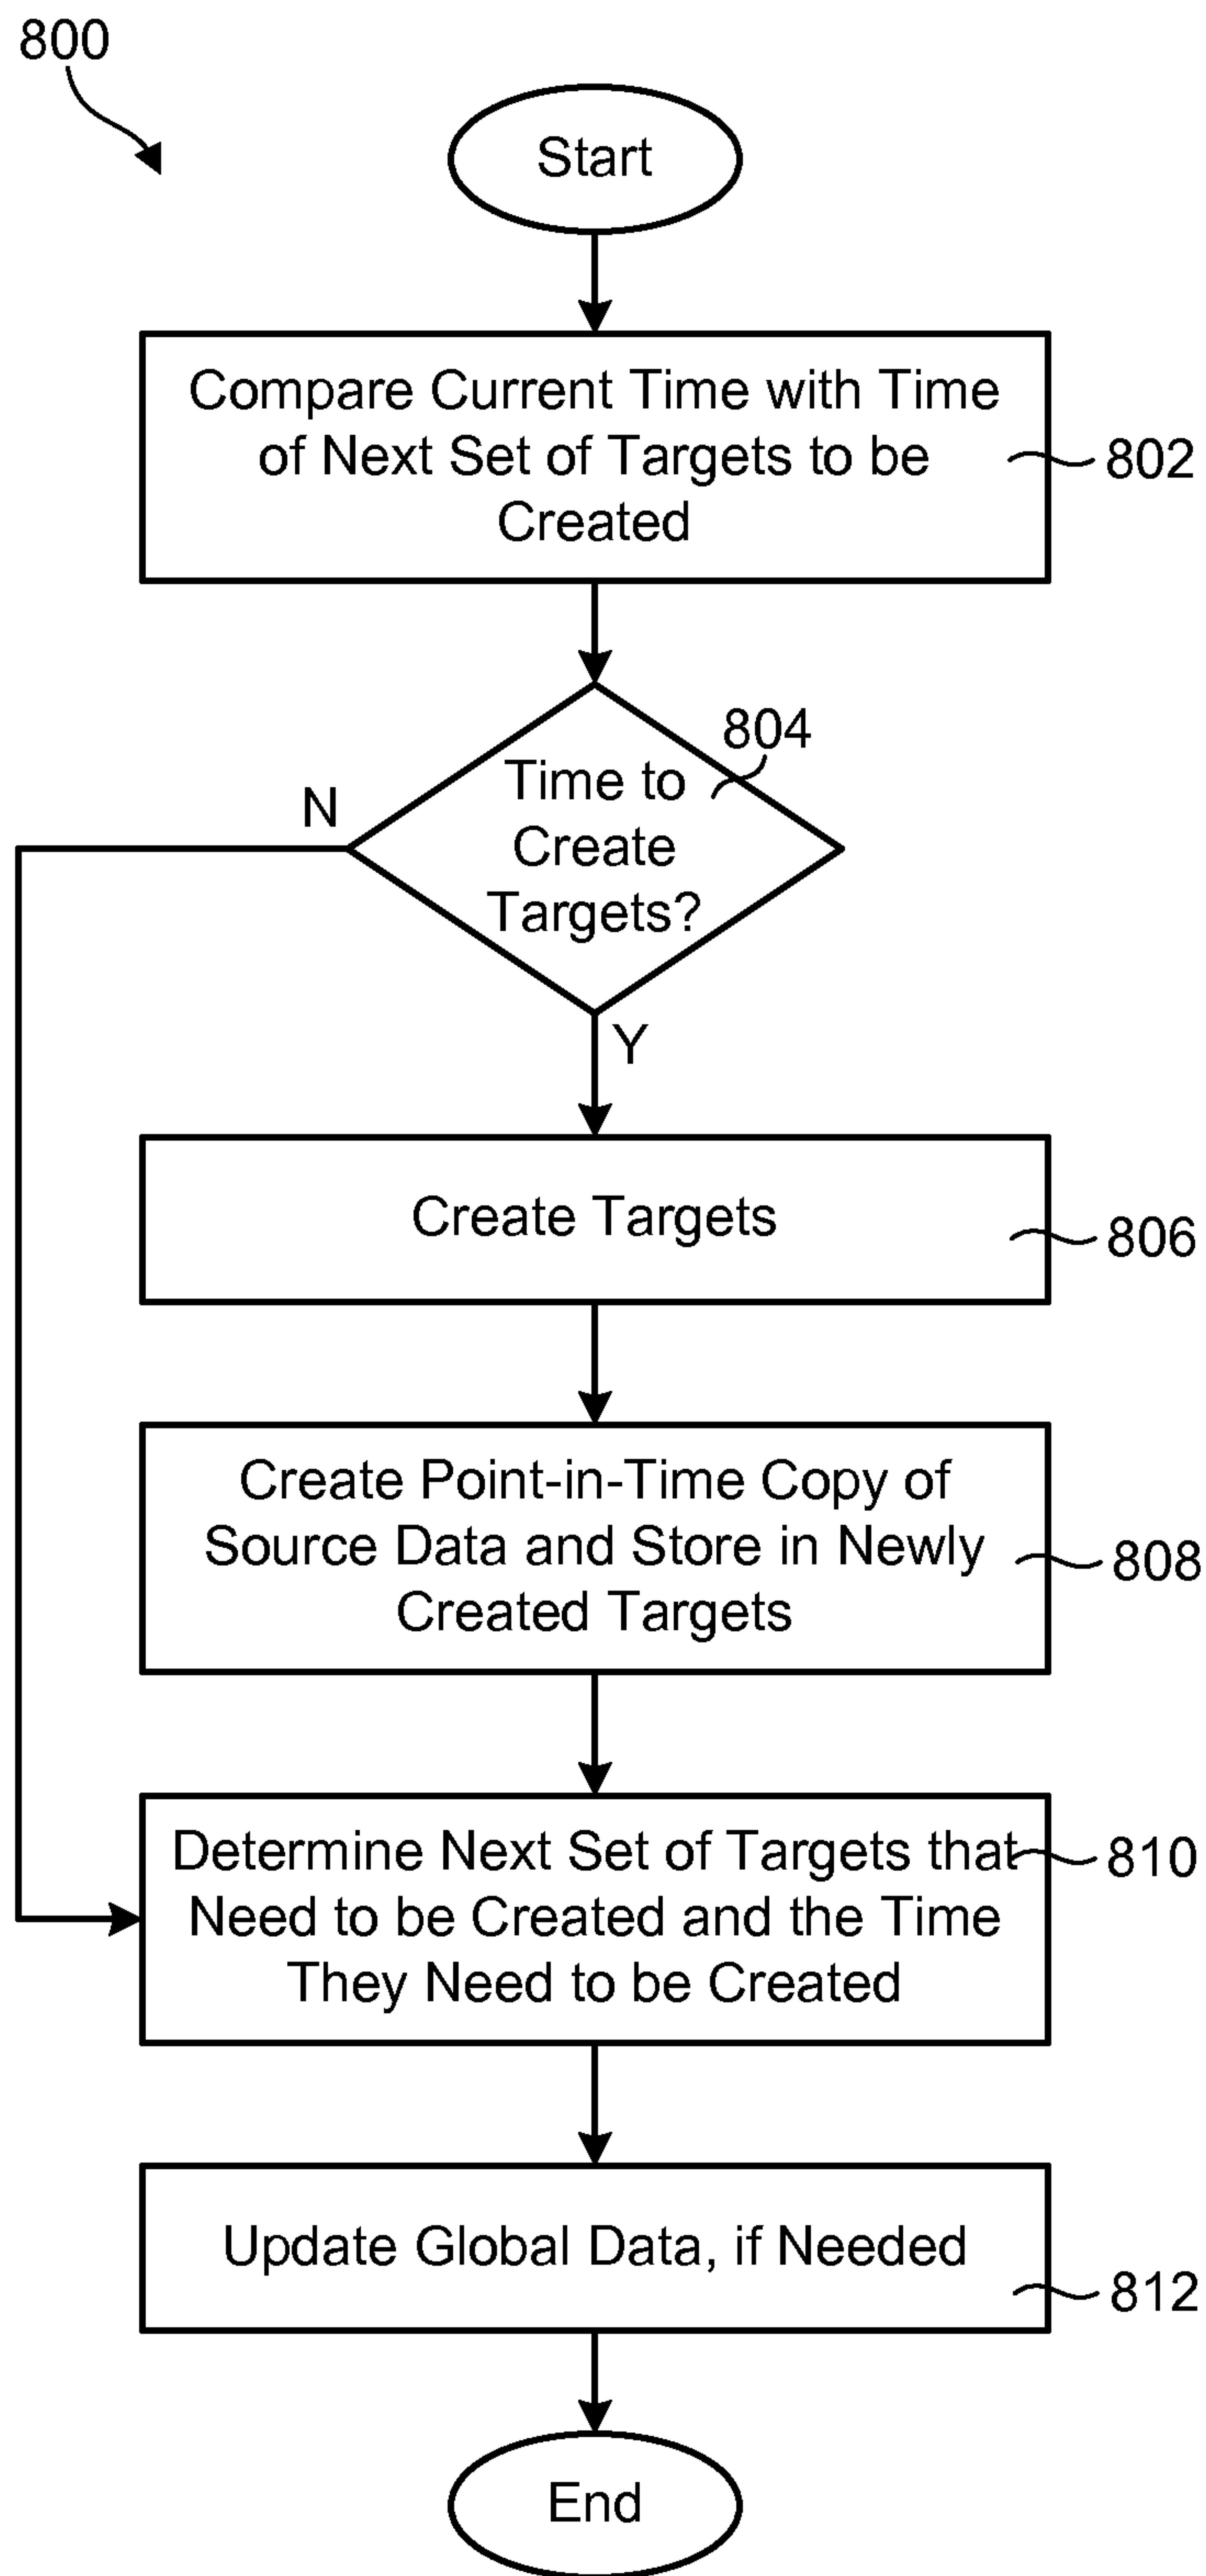 800
Start
Compare Current Time with Time
of Next Set of Targets to be
Created
802
804
Time to
Create
Targets?
N
Y
Create Targets
806
Create Point-in-Time Copy of
Source Data and Store in Newly
Created Targets
808
Determine Next Set of Targets that
Need to be Created and the Time
They Need to be Created
810
Update Global Data, if Needed
812
End